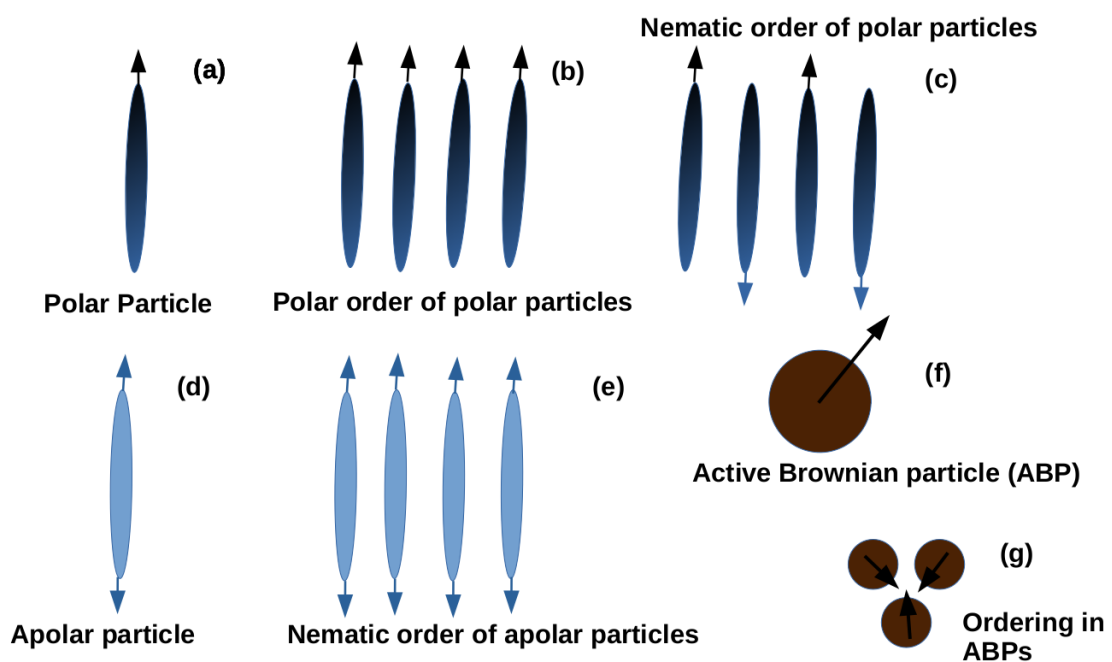 Nematic order of polar particles
(a)
(b)
(c)
Polar Particle
Polar order of polar particles
(d)
(e)
(f)
Active Brownian particle (ABP)
(g)
Apolar particle
Nematic order of apolar particles
Ordering in
ABPs